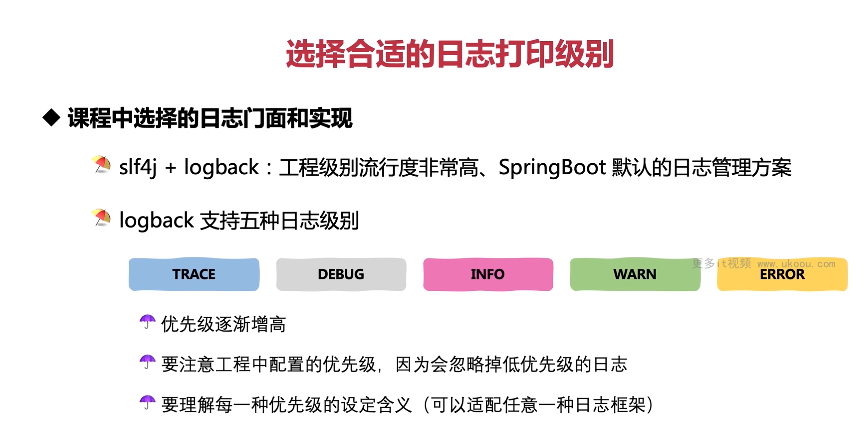 选择合适的日志打印级别
课程中选择的日志门面和实现
slf4j + logback：工程级别流行度非常高、SpringBoot 默认的日志管理方案
logback 支持五种日志级别
更多it视频 www.ukoou.com
TRACE DEBUG INFO WARN ERROR
优先级逐渐增高
要注意工程中配置的优先级，因为会忽略掉低优先级的日志
要理解每一种优先级的设定含义（可以适配任意一种日志框架）